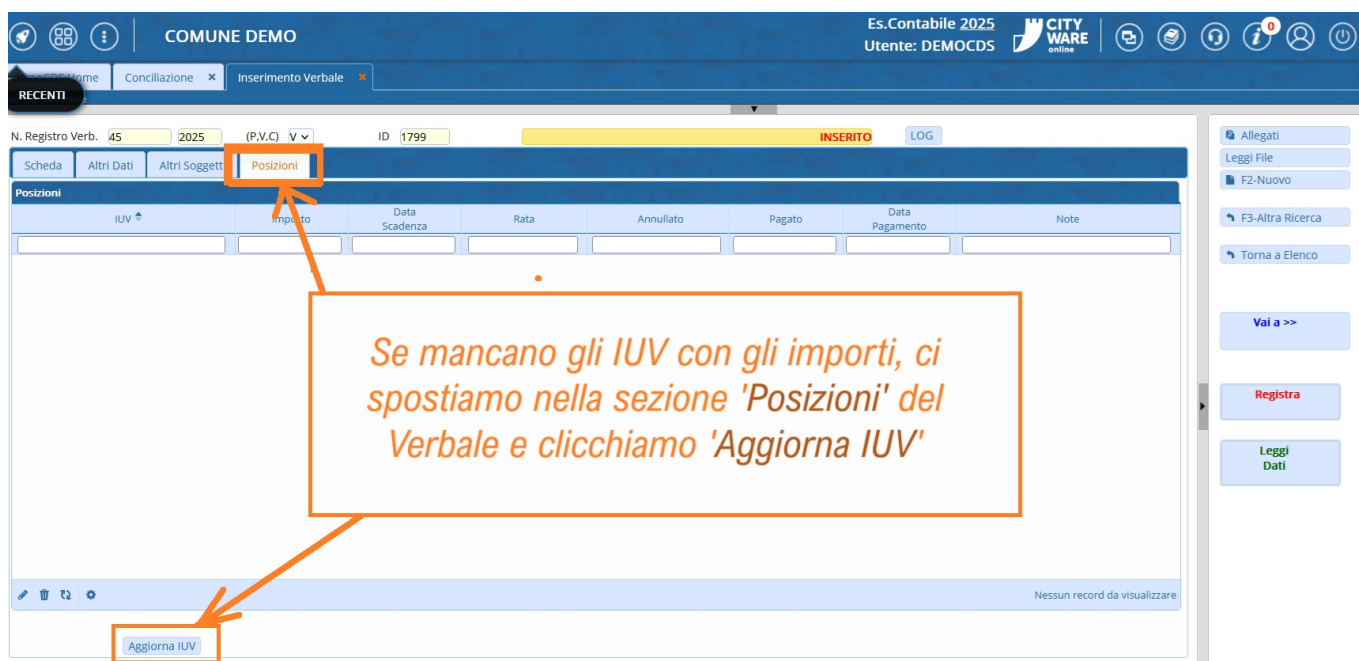 COMUNE DEMO
Es.Contabile 2025
Utente: DEMOCDS
CITY
WARE
online
0
Home
Conciliazione ×
Inserimento Verbale ×
RECENTI
N. Registro Verb. 45 2025 (P,V,C) V ID 1799 INSERITO LOG
Scheda Altri Dati Altri Soggett Posizioni
Posizioni
IUV Importo Data Scadenza Rata Annullato Pagato Data Pagamento Note
Se mancano gli IUV con gli importi, ci
spostiamo nella sezione 'Posizioni' del
Verbale e clicchiamo 'Aggiorna IUV'
Nessun record da visualizzare
Aggiorna IUV
Allegati
Leggi File
F2-Nuovo
F3-Altra Ricerca
Torna a Elenco
Vai a >>
Registra
Leggi
Dati